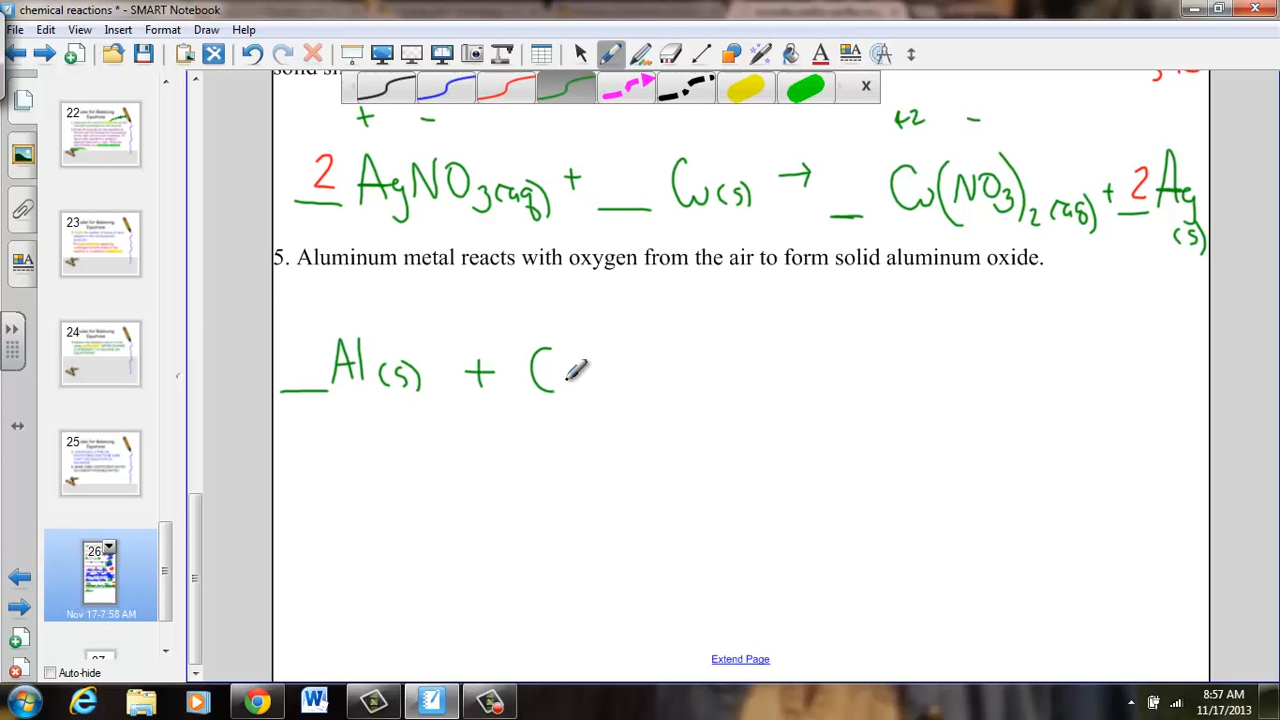 chemical reactions * - SMART Notebook
File Edit View Insert Format Tools Draw Help
+ - +2 -
2 AgNO3(aq) + __ Cu(s) → __ Cu(NO3)2(aq) + 2 Ag(s)
5. Aluminum metal reacts with oxygen from the air to form solid aluminum oxide.
__Al(s) + (
22
23
24
25
26
Nov 17-7:58 AM
Auto-hide
Extend Page
8:57 AM
11/17/2013